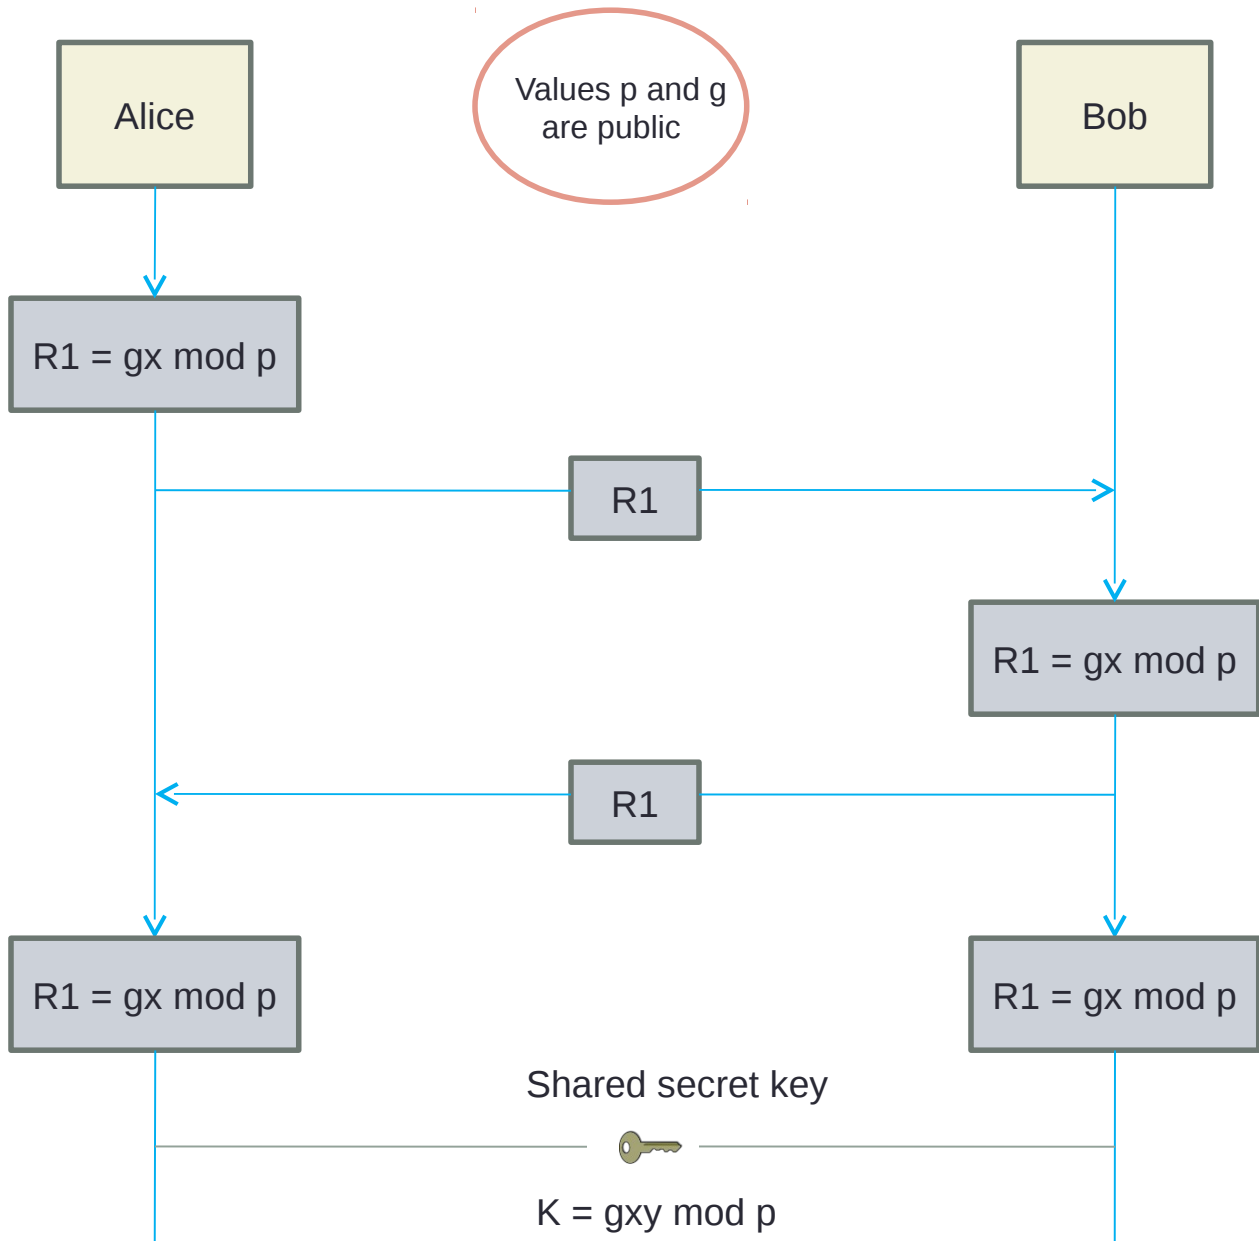 Alice
Values p and g
are public
Bob
R1 = gx mod p
R1
R1 = gx mod p
R1
R1 = gx mod p
R1 = gx mod p
Shared secret key
K = gxy mod p